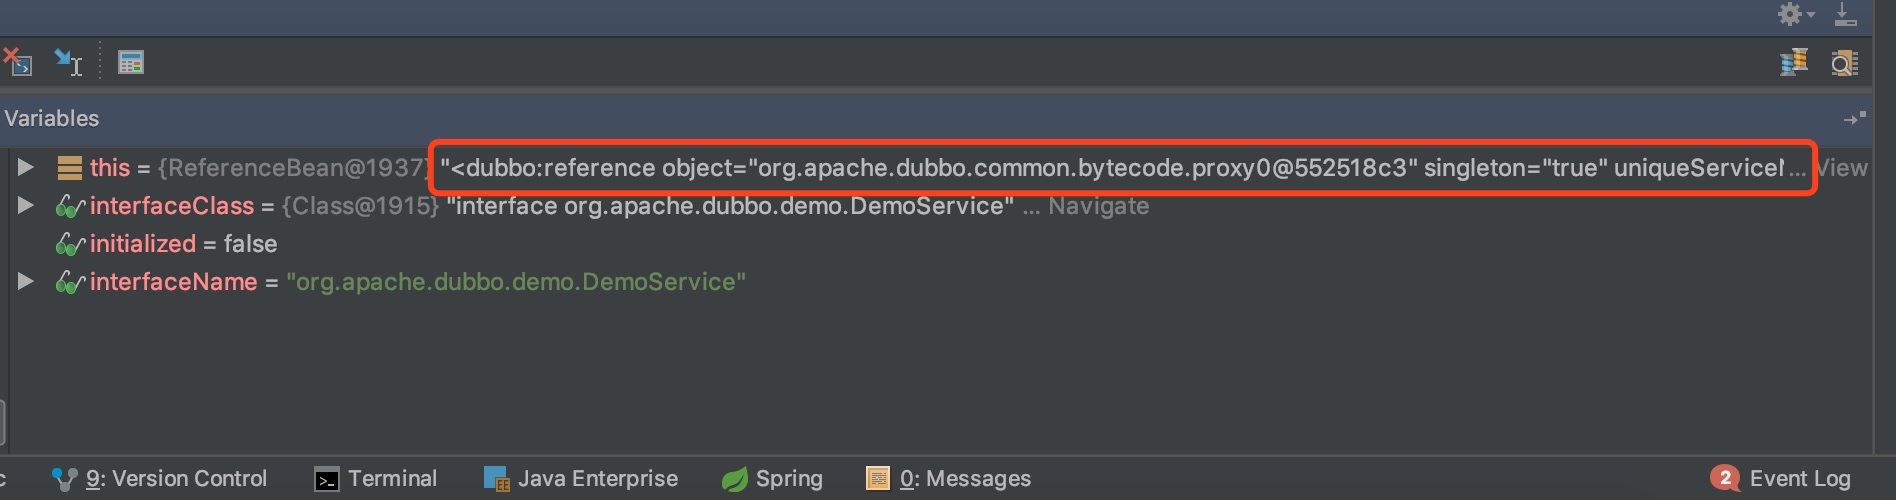 Variables
this = {ReferenceBean@1937} "<dubbo:reference object="org.apache.dubbo.common.bytecode.proxy0@552518c3" singleton="true" uniqueServiceN... View
interfaceClass = {Class@1915} "interface org.apache.dubbo.demo.DemoService" ... Navigate
initialized = false
interfaceName = "org.apache.dubbo.demo.DemoService"
9: Version Control Terminal Java Enterprise Spring 0: Messages 2 Event Log